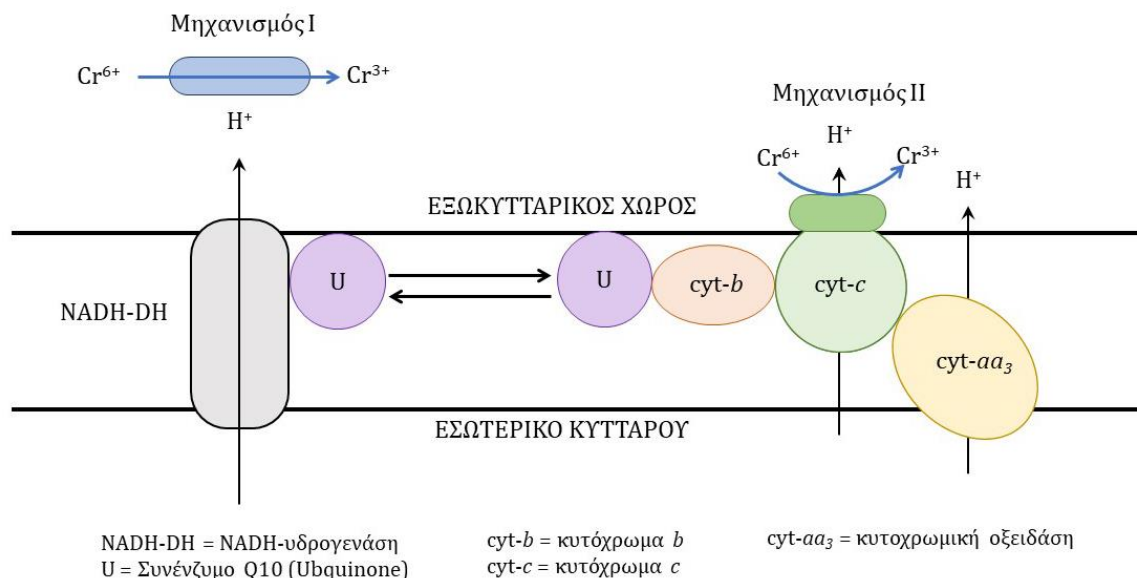 Μηχανισμός I
Cr⁶⁺ Cr³⁺
H⁺
Μηχανισμός II
H⁺
Cr⁶⁺ Cr³⁺
H⁺
ΕΞΩΚΥΤΤΑΡΙΚΟΣ ΧΩΡΟΣ
NADH-DH U U cyt-b cyt-c
cyt-aa₃
ΕΣΩΤΕΡΙΚΟ ΚΥΤΤΑΡΟΥ
NADH-DH = NADH-υδρογενάση
U = Συνένζυμο Q10 (Ubquinone)
cyt-b = κυτόχρωμα b
cyt-c = κυτόχρωμα c
cyt-aa₃ = κυτοχρωμική οξειδάση